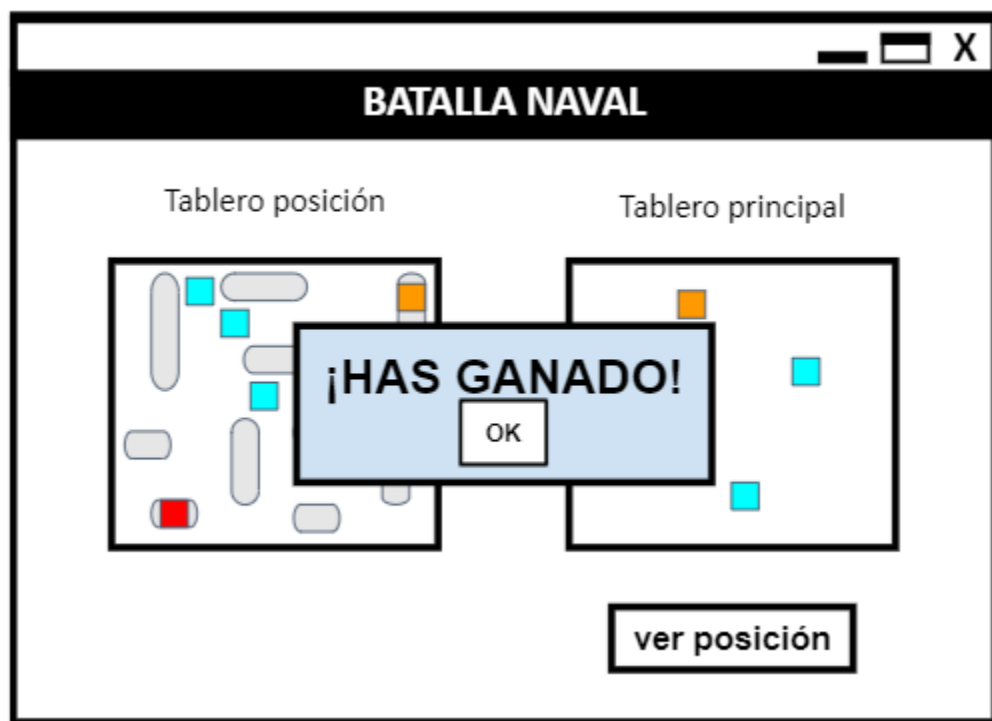 X
BATALLA NAVAL
Tablero posición
Tablero principal
¡HAS GANADO!
OK
ver posición